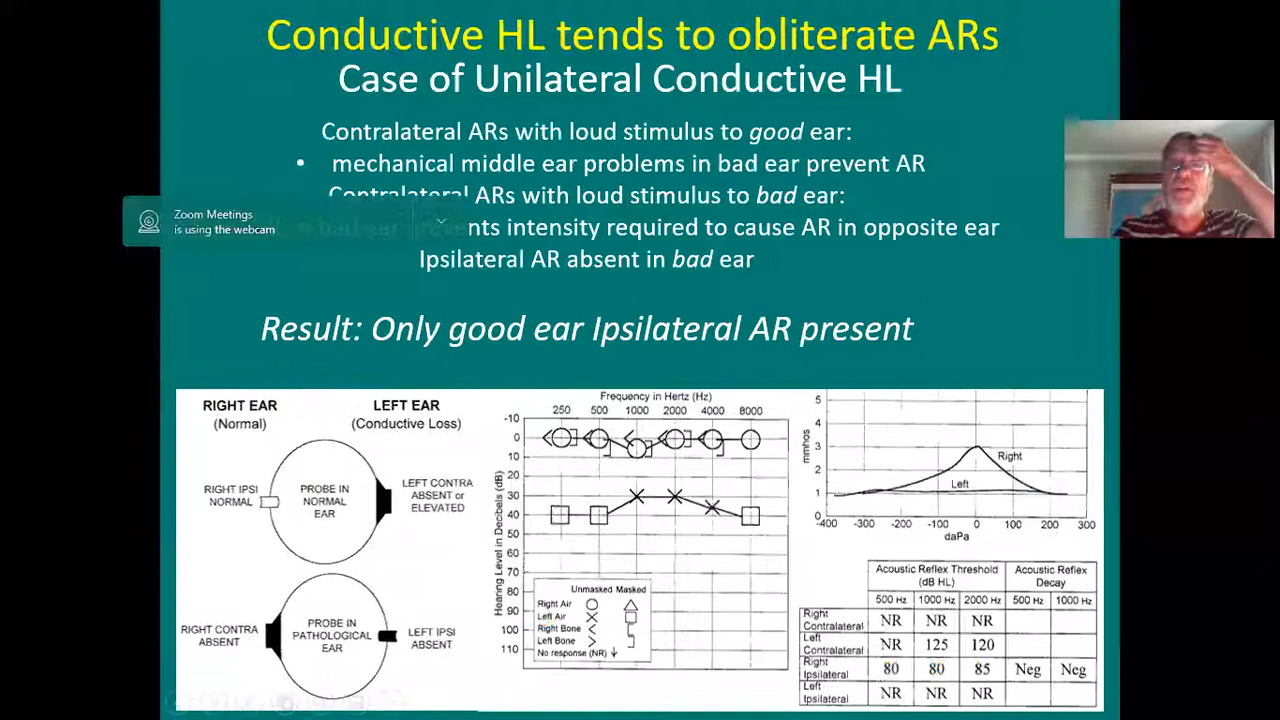 Conductive HL tends to obliterate ARs
Case of Unilateral Conductive HL
Contralateral ARs with loud stimulus to good ear:
• mechanical middle ear problems in bad ear prevent AR
Contralateral ARs with loud stimulus to bad ear:
Zoom Meetings
is using the webcam
bad ear prevents intensity required to cause AR in opposite ear
Ipsilateral AR absent in bad ear
Result: Only good ear Ipsilateral AR present
RIGHT EAR
(Normal)
LEFT EAR
(Conductive Loss)
RIGHT IPSI
NORMAL
PROBE IN
NORMAL
EAR
LEFT CONTRA
ABSENT or
ELEVATED
RIGHT CONTRA
ABSENT
PROBE IN
PATHOLOGICAL
EAR
LEFT IPSI
ABSENT
Frequency in Hertz (Hz)
250 500 1000 2000 4000 8000
Hearing Level in Decibels (dB)
-10
0
10
20
30
40
50
60
70
80
90
100
110
Unmasked Masked
Right Air
Left Air
Right Bone
Left Bone
No response (NR)
mmhos
5
4
3
2
1
0
Right
Left
-400 -300 -200 -100 0 100 200 300
daPa
Acoustic Reflex Threshold
(dB HL)
Acoustic Reflex
Decay
500 Hz 1000 Hz 2000 Hz 500 Hz 1000 Hz
Right
Contralateral NR NR NR
Left
Contralateral NR 125 120
Right
Ipsilateral 80 80 85 Neg Neg
Left
Ipsilateral NR NR NR